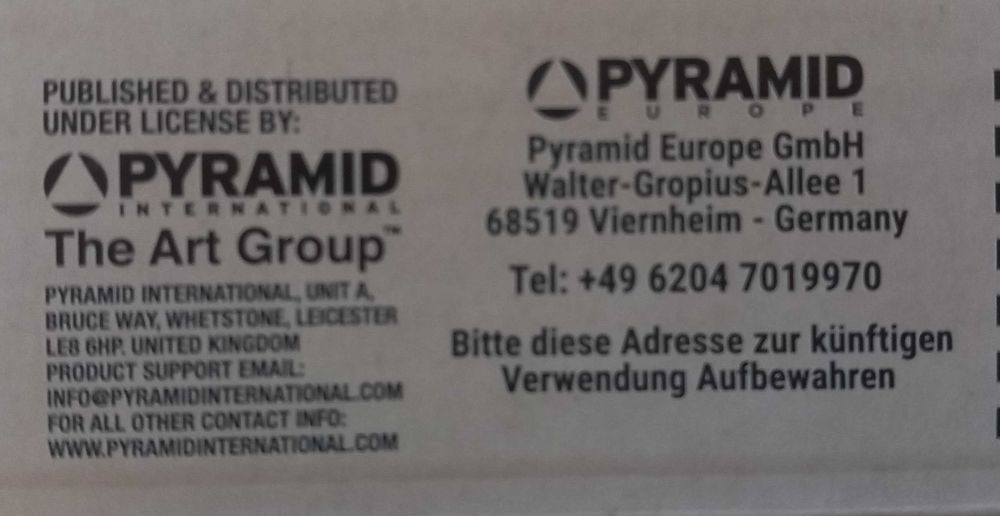 PUBLISHED & DISTRIBUTED
UNDER LICENSE BY:
PYRAMID
INTERNATIONAL
The Art Group™
PYRAMID INTERNATIONAL, UNIT A,
BRUCE WAY, WHETSTONE, LEICESTER
LE8 6HP. UNITED KINGDOM
PRODUCT SUPPORT EMAIL:
INFO@PYRAMIDINTERNATIONAL.COM
FOR ALL OTHER CONTACT INFO:
WWW.PYRAMIDINTERNATIONAL.COM
PYRAMID
EUROPE
Pyramid Europe GmbH
Walter-Gropius-Allee 1
68519 Viernheim - Germany
Tel: +49 6204 7019970
Bitte diese Adresse zur künftigen
Verwendung Aufbewahren